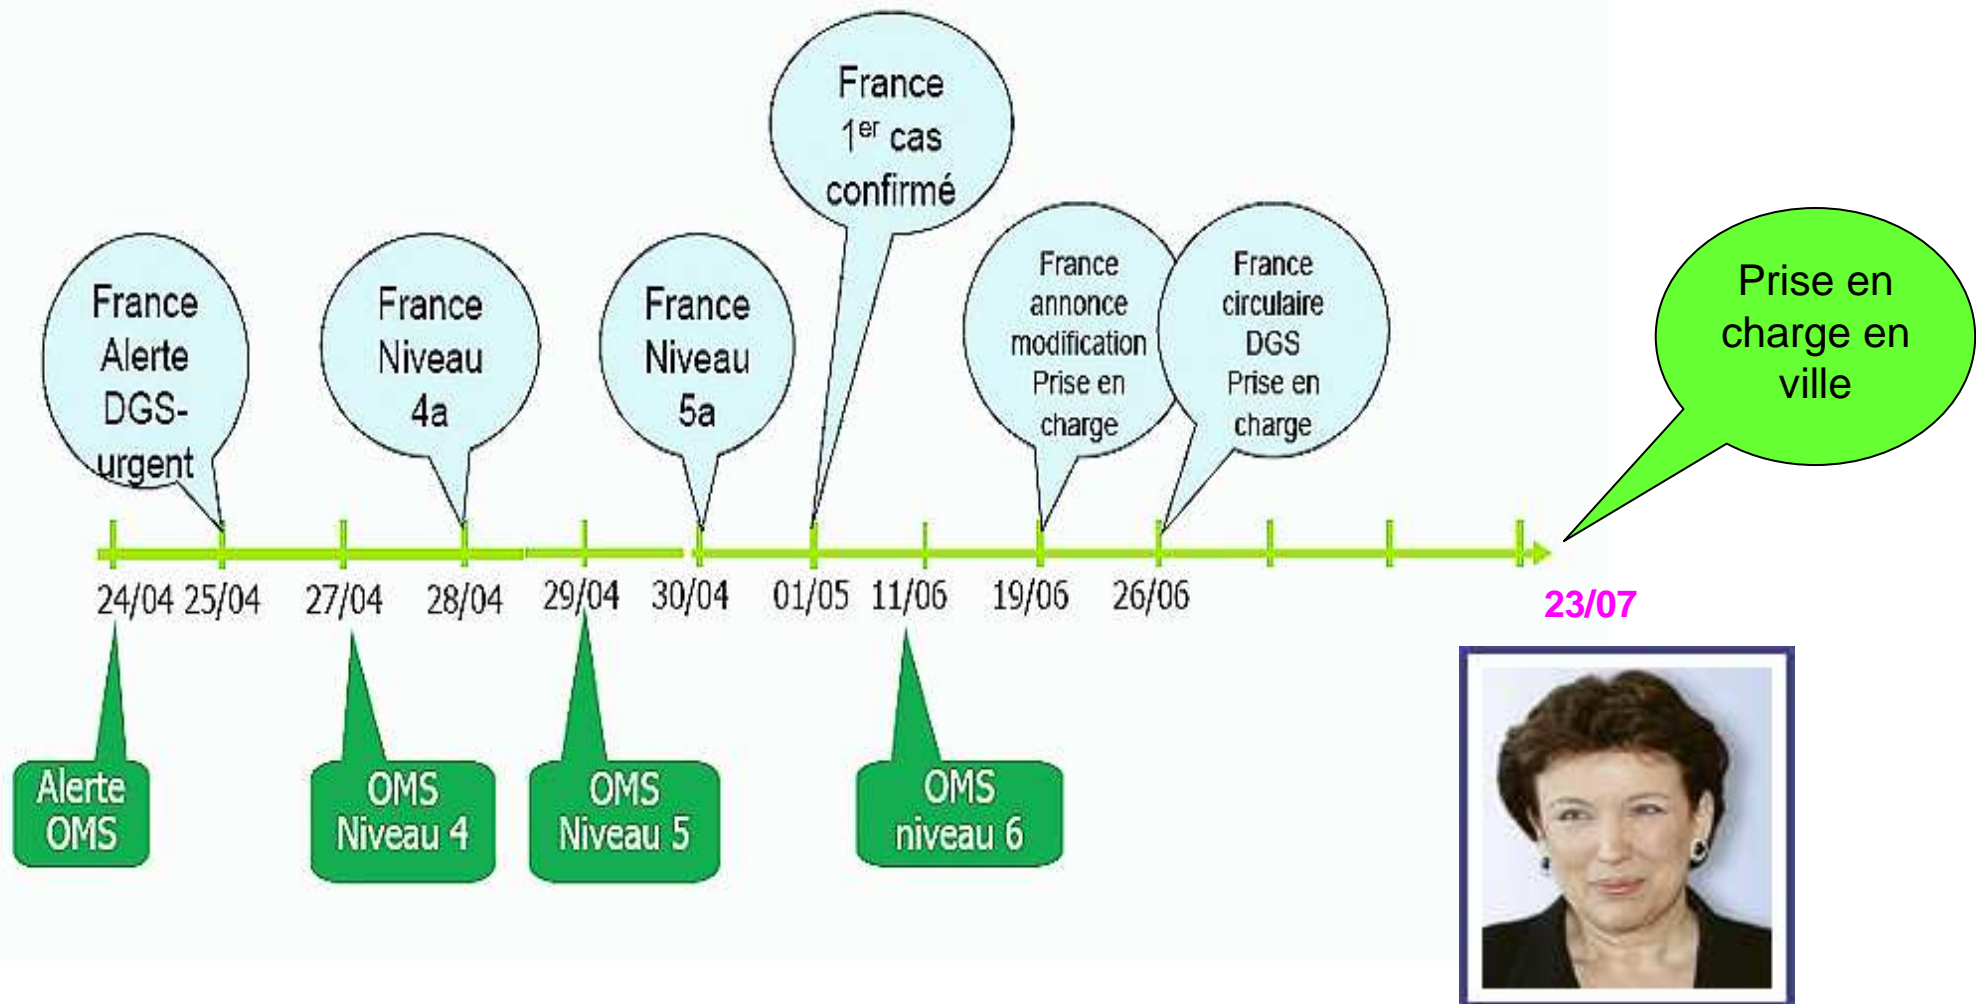 France
1er cas
confirmé
France
Alerte
DGS-
urgent
France
Niveau
4a
France
Niveau
5a
France
annonce
modification
Prise en
charge
France
circulaire
DGS
Prise en
charge
Prise en
charge en
ville
24/04 25/04 27/04 28/04 29/04 30/04 01/05 11/06 19/06 26/06 23/07
Alerte
OMS
OMS
Niveau 4
OMS
Niveau 5
OMS
niveau 6